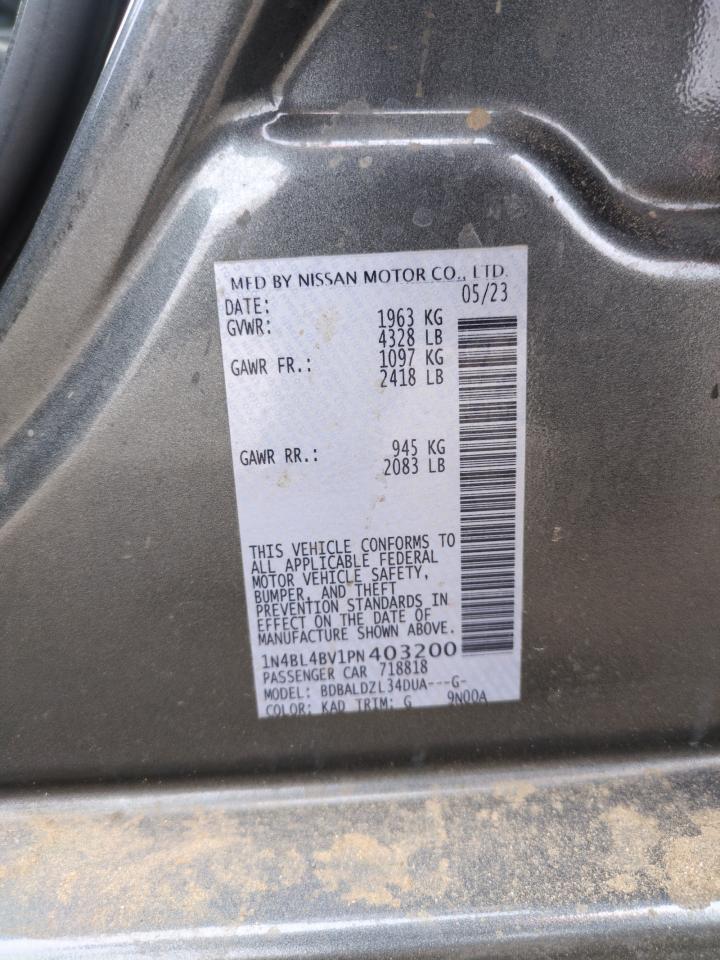 MFD BY NISSAN MOTOR CO., LTD.
DATE: 05/23
GVWR: 1963 KG
4328 LB
GAWR FR.: 1097 KG
2418 LB
GAWR RR.: 945 KG
2083 LB
THIS VEHICLE CONFORMS TO
ALL APPLICABLE FEDERAL
MOTOR VEHICLE SAFETY,
BUMPER, AND THEFT
PREVENTION STANDARDS IN
EFFECT ON THE DATE OF
MANUFACTURE SHOWN ABOVE.
1N4BL4BV1PN403200
PASSENGER CAR 718818
MODEL: BDBALDZL34DUA---G-
COLOR: KAD TRIM: G 9N00A